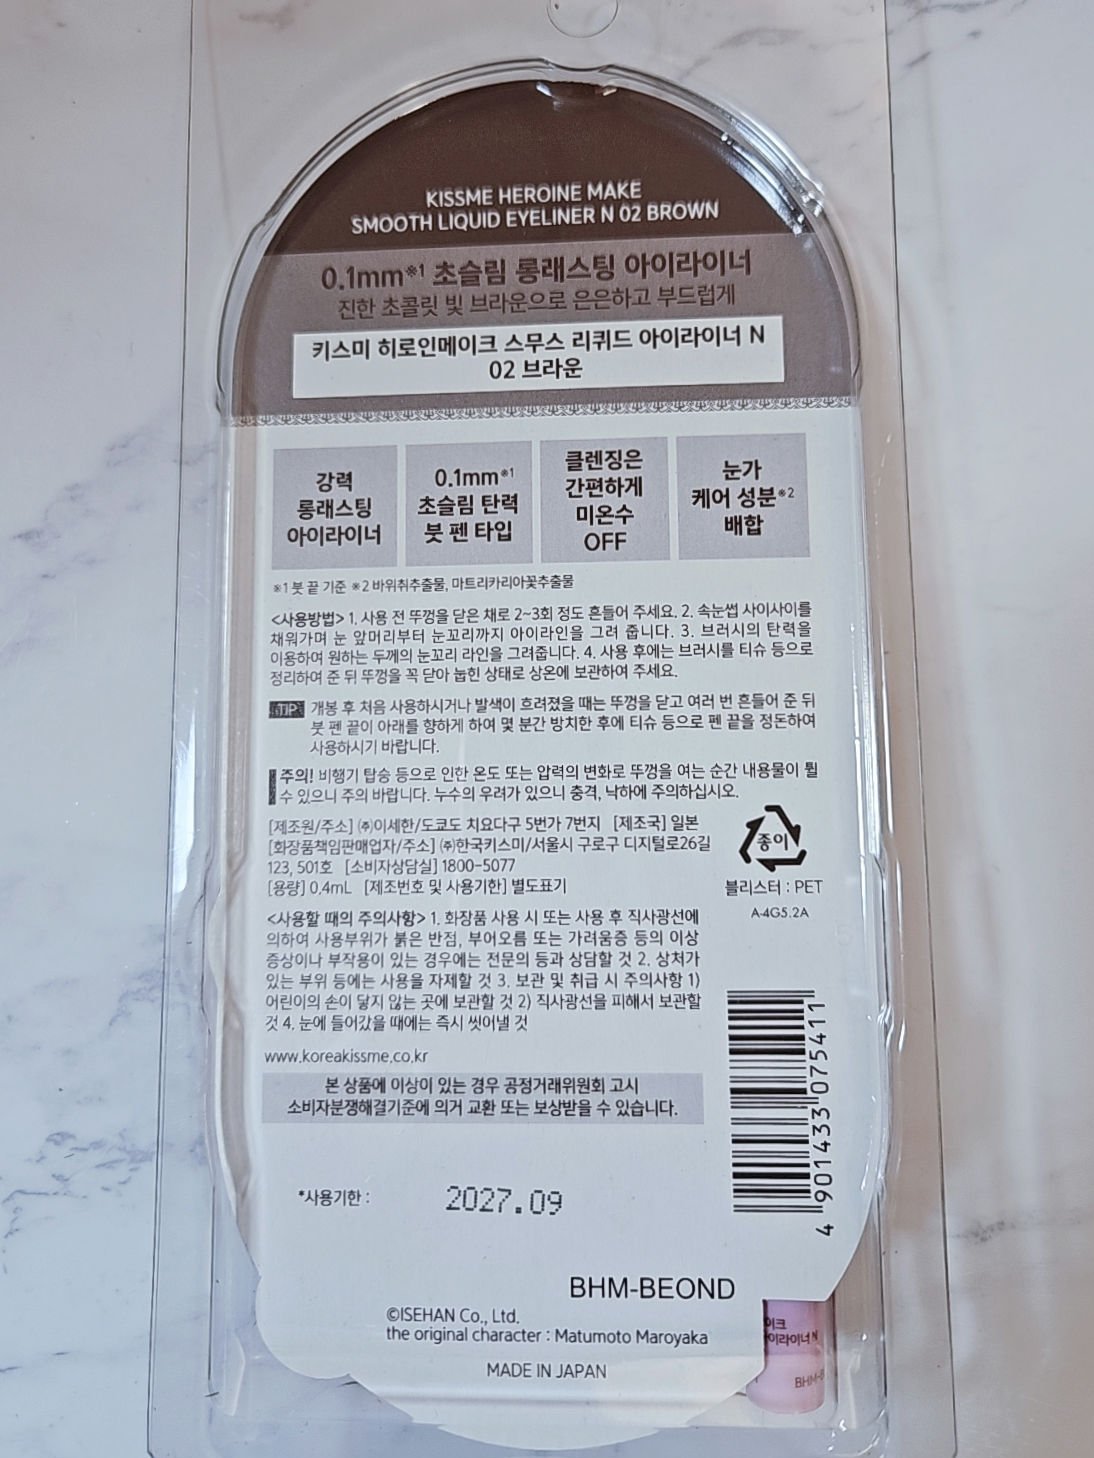 KISSME HEROINE MAKE
SMOOTH LIQUID EYELINER N 02 BROWN
0.1mm※1 초슬림 롱래스팅 아이라이너
진한 초콜릿 빛 브라운으로 은은하고 부드럽게
키스미 히로인메이크 스무스 리퀴드 아이라이너 N
02 브라운
강력
롱래스팅
아이라이너
0.1mm※1
초슬림 탄력
붓 펜 타입
클렌징은
간편하게
미온수
OFF
눈가
케어 성분※2
배합
※1 붓 끝 기준 ※2 바위취추출물, 마트리카리아꽃추출물
<사용방법> 1. 사용 전 뚜껑을 닫은 채로 2~3회 정도 흔들어 주세요. 2. 속눈썹 사이사이를
채워가며 눈 앞머리부터 눈꼬리까지 아이라인을 그려 줍니다. 3. 브러시의 탄력을
이용하여 원하는 두께의 눈꼬리 라인을 그려줍니다. 4. 사용 후에는 브러시를 티슈 등으로
정리하여 준 뒤 뚜껑을 꼭 닫아 눕힌 상태로 상온에 보관하여 주세요.
TIP 개봉 후 처음 사용하시거나 발색이 흐려졌을 때는 뚜껑을 닫고 여러 번 흔들어 준 뒤
붓 펜 끝이 아래를 향하게 하여 몇 분간 방치한 후에 티슈 등으로 펜 끝을 정돈하여
사용하시기 바랍니다.
주의! 비행기 탑승 등으로 인한 온도 또는 압력의 변화로 뚜껑을 여는 순간 내용물이 튈
수 있으니 주의 바랍니다. 누수의 우려가 있으니 충격, 낙하에 주의하십시오.
[제조원/주소] ㈜이세한/도쿄도 치요다구 5번가 7번지 [제조국] 일본
[화장품책임판매업자/주소] ㈜한국키스미/서울시 구로구 디지털로26길
123, 501호 [소비자상담실] 1800-5077
[용량] 0.4mL [제조번호 및 사용기한] 별도표기
종이
블리스터 : PET
A-4G5.2A
<사용할 때의 주의사항> 1. 화장품 사용 시 또는 사용 후 직사광선에
의하여 사용부위가 붉은 반점, 부어오름 또는 가려움증 등의 이상
증상이나 부작용이 있는 경우에는 전문의 등과 상담할 것 2. 상처가
있는 부위 등에는 사용을 자제할 것 3. 보관 및 취급 시 주의사항 1)
어린이의 손이 닿지 않는 곳에 보관할 것 2) 직사광선을 피해서 보관할
것 4. 눈에 들어갔을 때에는 즉시 씻어낼 것
www.koreakissme.co.kr
본 상품에 이상이 있는 경우 공정거래위원회 고시
소비자분쟁해결기준에 의거 교환 또는 보상받을 수 있습니다.
4 901433 075411
*사용기한 : 2027.09
BHM-BEOND
©ISEHAN Co., Ltd.
the original character : Matumoto Maroyaka
MADE IN JAPAN
이크
아이라이너 N
BHM-B